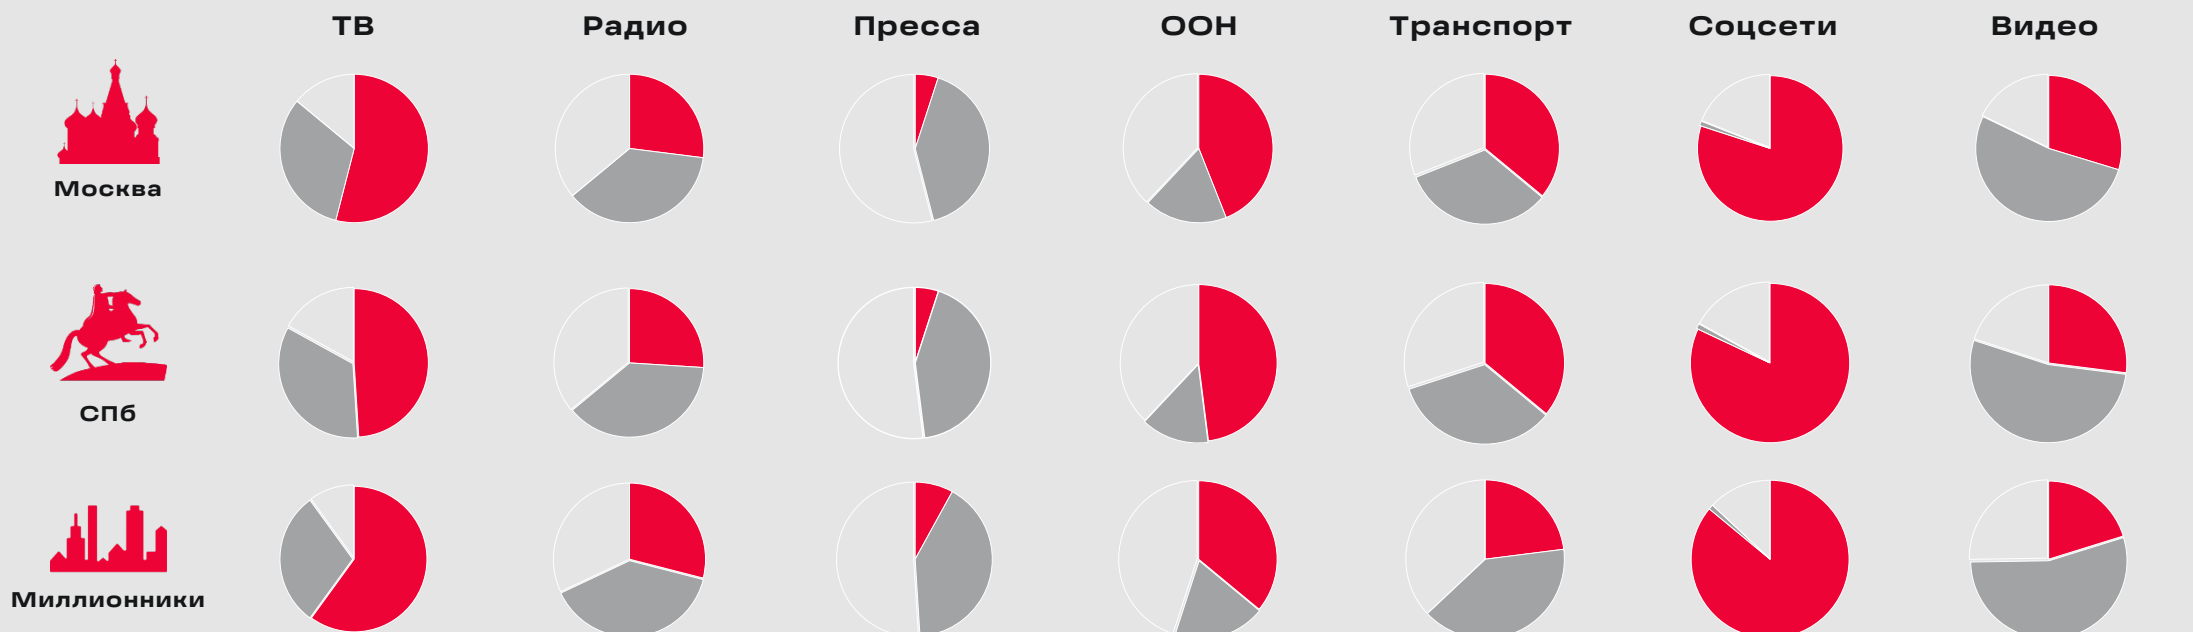 ТВ Радио Пресса ООН Транспорт Соцсети Видео
Москва
СПб
Миллионники